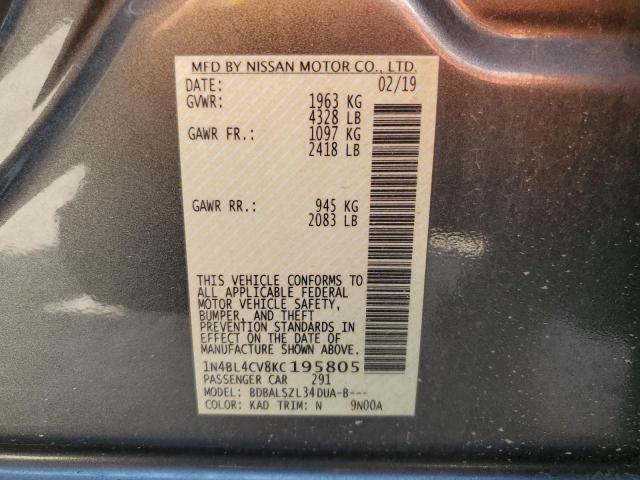 MFD BY NISSAN MOTOR CO., LTD.
DATE: 02/19
GVWR: 1963 KG
4328 LB
GAWR FR.: 1097 KG
2418 LB
GAWR RR.: 945 KG
2083 LB
THIS VEHICLE CONFORMS TO
ALL APPLICABLE FEDERAL
MOTOR VEHICLE SAFETY,
BUMPER, AND THEFT
PREVENTION STANDARDS IN
EFFECT ON THE DATE OF
MANUFACTURE SHOWN ABOVE.
1N4BL4CV8KC195805
PASSENGER CAR 291
MODEL: BDBALSZL34DUA-B---
COLOR: KAD TRIM: N 9N00A